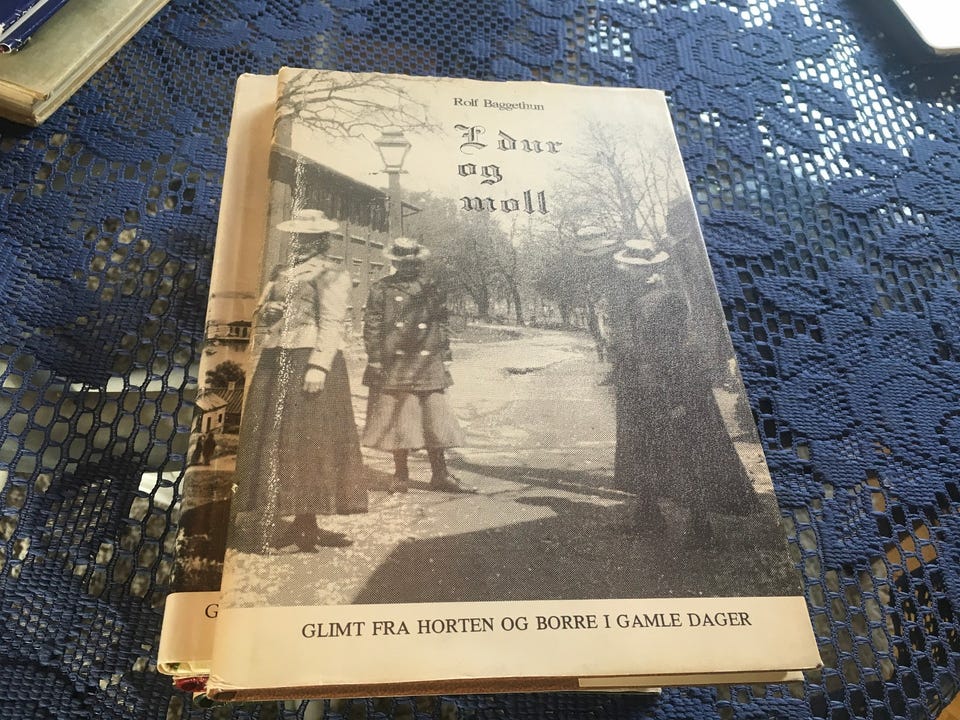 Rolf Baggethun
I dur
og
moll
GLIMT FRA HORTEN OG BORRE I GAMLE DAGER
G